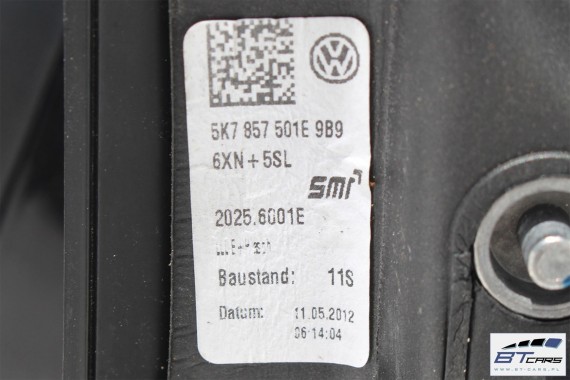 5K7 857 501E 9B9
6XN + 5SL
smr
2025.6001E
Baustand: 11S
Datum: 11.05.2012
06:14:04
BT CARS
WWW.BTCARS.PL